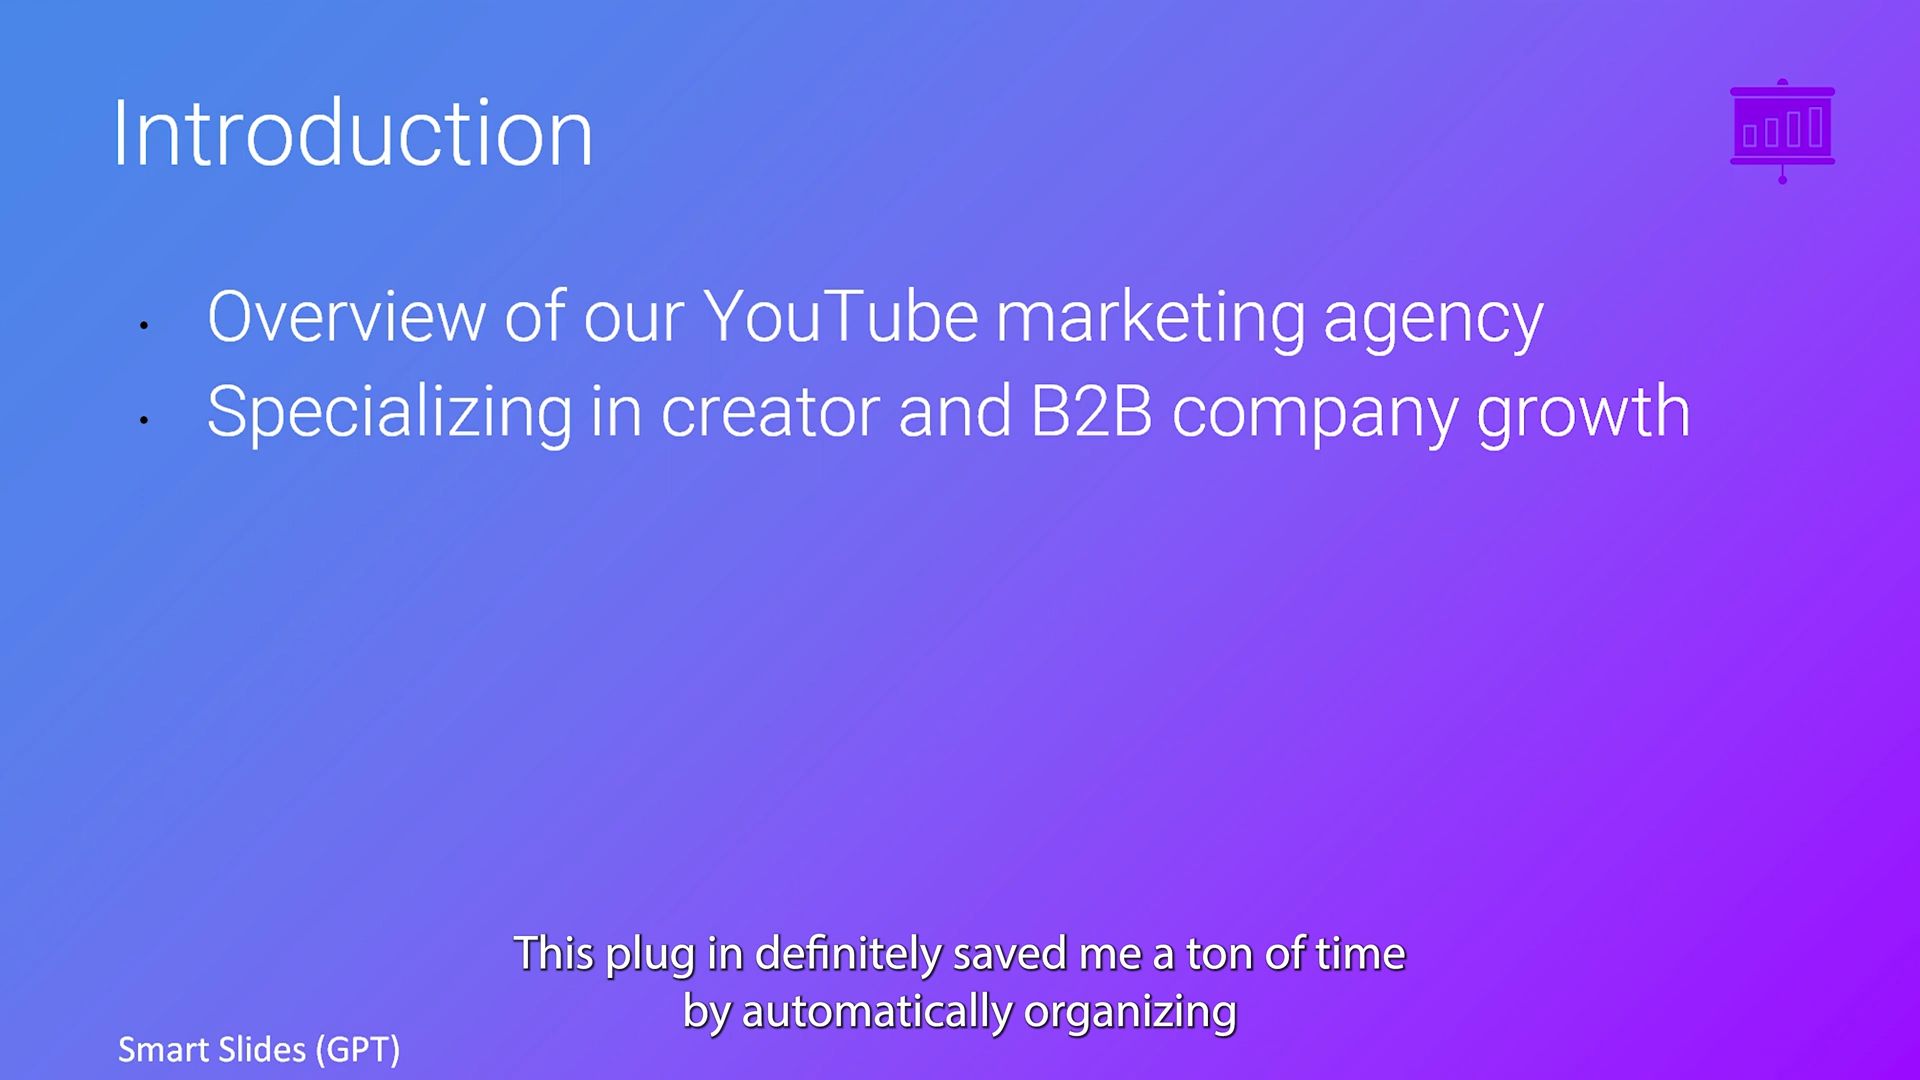 Introduction
• Overview of our YouTube marketing agency
• Specializing in creator and B2B company growth
This plug in definitely saved me a ton of time
by automatically organizing
Smart Slides (GPT)